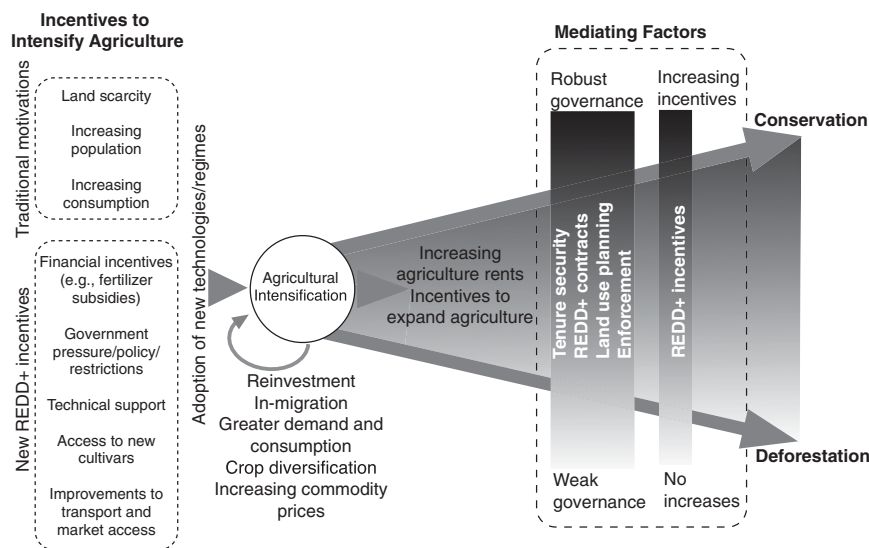 Incentives to
Intensify Agriculture
Traditional motivations
Land scarcity
Increasing
population
Increasing
consumption
New REDD+ incentives
Financial incentives
(e.g., fertilizer
subsidies)
Government
pressure/policy/
restrictions
Technical support
Access to new
cultivars
Improvements to
transport and
market access
Adoption of new technologies/regimes
Agricultural
Intensification
Reinvestment
In-migration
Greater demand and
consumption
Crop diversification
Increasing commodity
prices
Increasing
agriculture rents
Incentives to
expand agriculture
Mediating Factors
Robust
governance
Tenure security
REDD+ contracts
Land use planning
Enforcement
Weak
governance
Increasing
incentives
REDD+ incentives
No
increases
Conservation
Deforestation